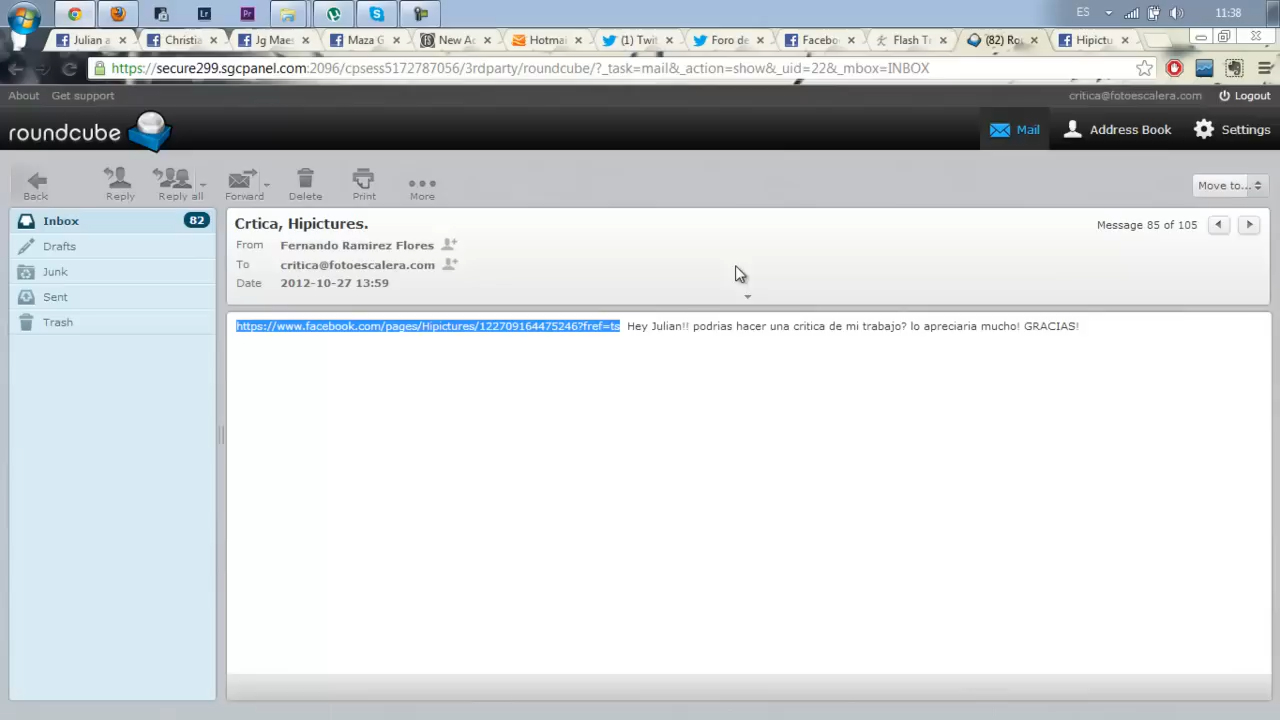 Lr
Pr
ES
11:38
Julian a
Christia
Jg Maes
Maza G
New Ac
Hotma
(1) Twit
Foro de
Facebo
Flash To
(82) Ro
Hipictu
https://secure299.sgcpanel.com:2096/cpsess5172787056/3rdparty/roundcube/?_task=mail&_action=show&_uid=22&_mbox=INBOX
About Get support
critica@fotoescalera.com Logout
roundcube
Mail Address Book Settings
Back Reply Reply all Forward Delete Print More
Move to...
Inbox 82
Drafts
Junk
Sent
Trash
Crtica, Hipictures.
Message 85 of 105
From Fernando Ramirez Flores
To critica@fotoescalera.com
Date 2012-10-27 13:59
https://www.facebook.com/pages/Hipictures/122709164475246?fref=ts Hey Julian!! podrias hacer una critica de mi trabajo? lo apreciaria mucho! GRACIAS!